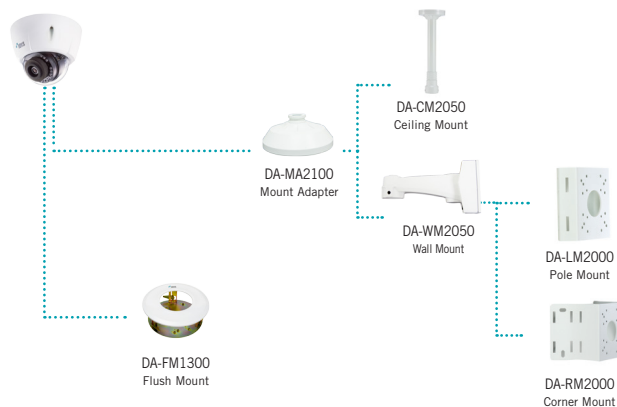 DA-CM2050
Ceiling Mount
DA-MA2100
Mount Adapter
DA-WM2050
Wall Mount
DA-LM2000
Pole Mount
DA-FM1300
Flush Mount
DA-RM2000
Corner Mount